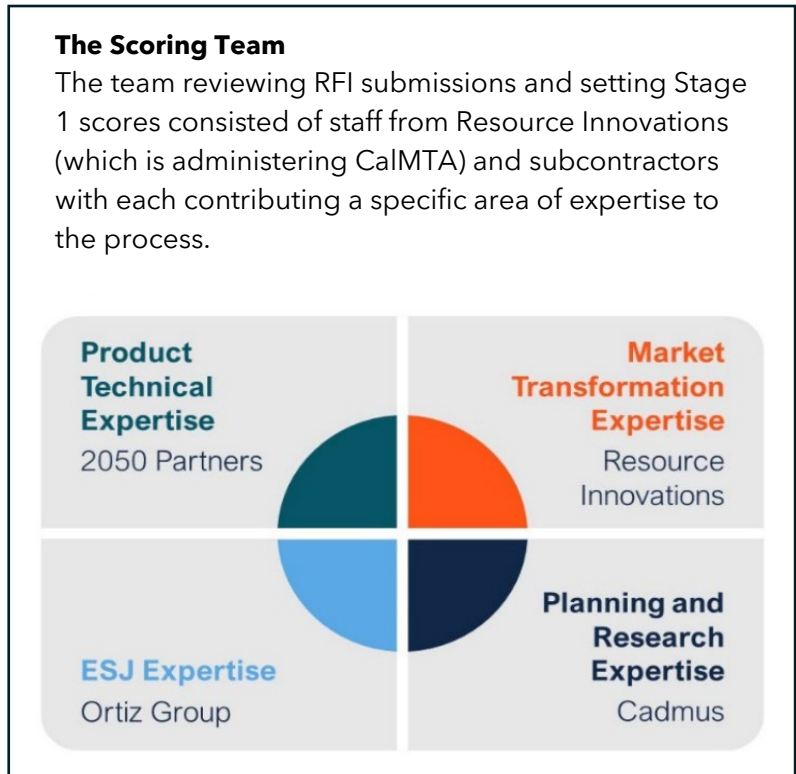 The Scoring Team
The team reviewing RFI submissions and setting Stage
1 scores consisted of staff from Resource Innovations
(which is administering CalMTA) and subcontractors
with each contributing a specific area of expertise to
the process.
Product
Technical
Expertise
2050 Partners
Market
Transformation
Expertise
Resource
Innovations
ESJ Expertise
Ortiz Group
Planning and
Research
Expertise
Cadmus